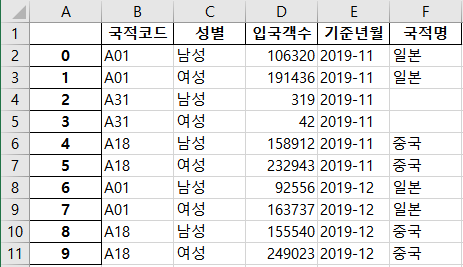 A B C D E F
1 국적코드 성별 입국객수 기준년월 국적명
2 0 A01 남성 106320 2019-11 일본
3 1 A01 여성 191436 2019-11 일본
4 2 A31 남성 319 2019-11
5 3 A31 여성 42 2019-11
6 4 A18 남성 158912 2019-11 중국
7 5 A18 여성 232943 2019-11 중국
8 6 A01 남성 92556 2019-12 일본
9 7 A01 여성 163737 2019-12 일본
10 8 A18 남성 155540 2019-12 중국
11 9 A18 여성 249023 2019-12 중국